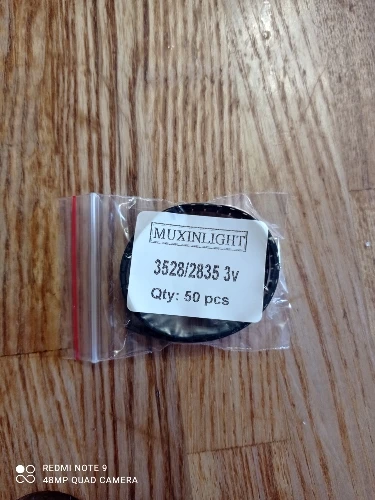 MUXINLIGHT
3528/2835 3v
Qty: 50 pcs
REDMI NOTE 9
48MP QUAD CAMERA